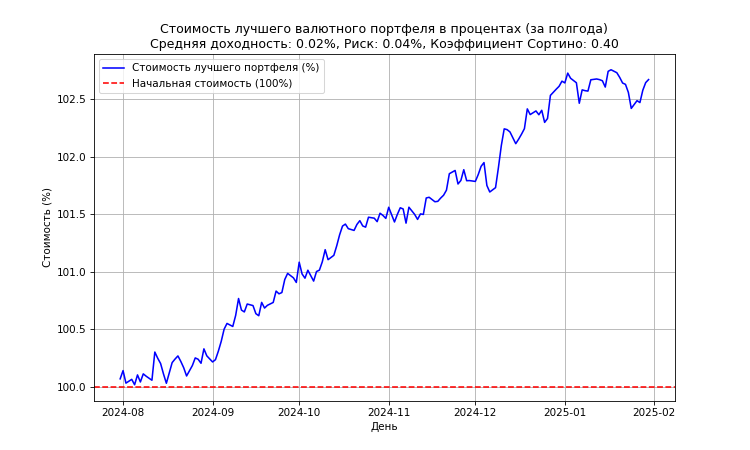 Стоимость лучшего валютного портфеля в процентах (за полгода)
Средняя доходность: 0.02%, Риск: 0.04%, Коэффициент Сортино: 0.40
Стоимость лучшего портфеля (%)
Начальная стоимость (100%)
Стоимость (%)
102.5
102.0
101.5
101.0
100.5
100.0
2024-08 2024-09 2024-10 2024-11 2024-12 2025-01 2025-02
День